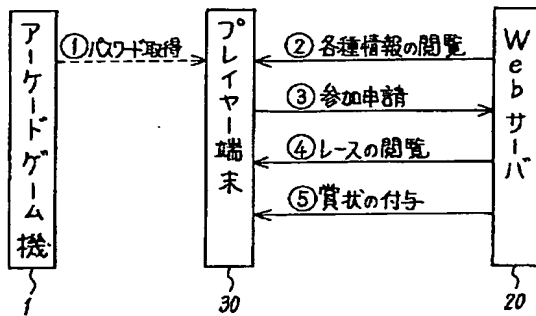 アーケードゲーム機
①パスワード取得
プレイヤー端末
②各種情報の閲覧
③参加申請
④レースの閲覧
⑤賞状の付与
Webサーバ
1
30
20